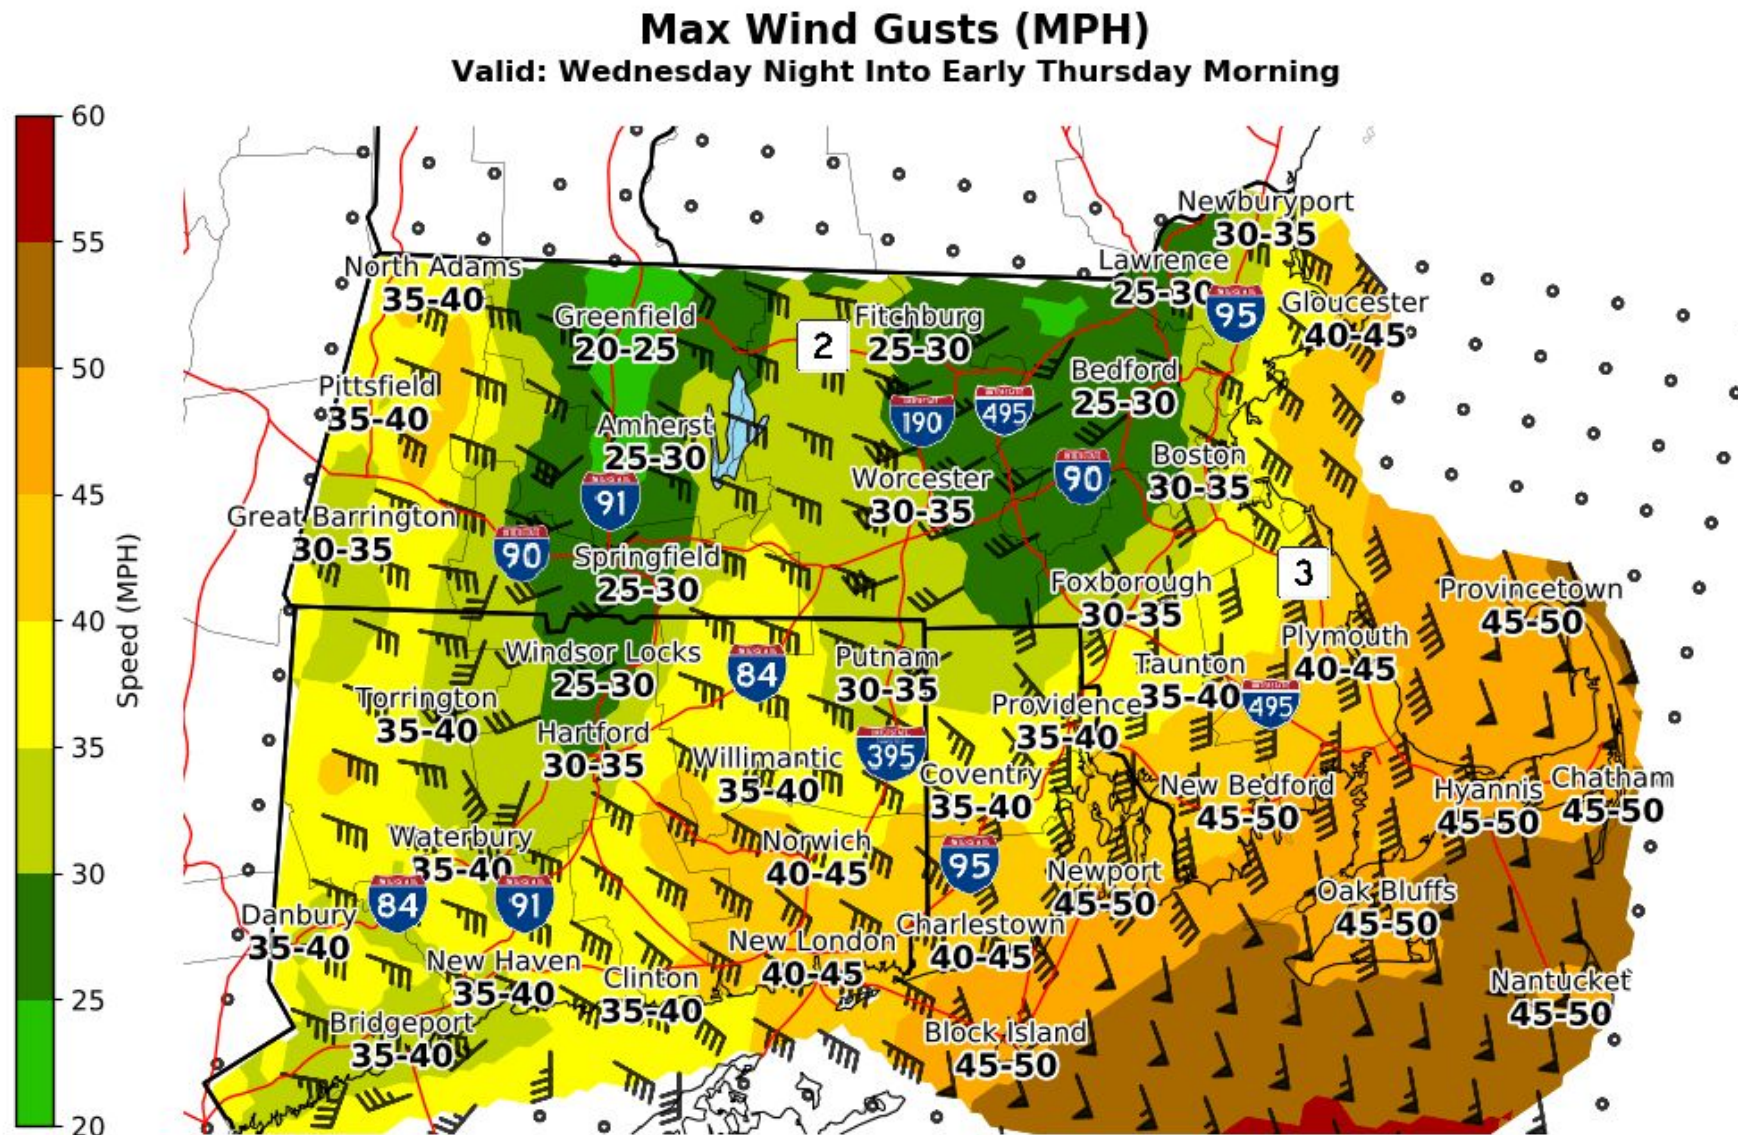 Max Wind Gusts (MPH)
Valid: Wednesday Night Into Early Thursday Morning
60
55
50
45
40
35
30
25
20
Speed (MPH)
Newburyport
30-35
North Adams
35-40
Lawrence
25-30
95
Gloucester
40-45
Greenfield
20-25
2
Fitchburg
25-30
Pittsfield
35-40
Bedford
25-30
190
495
Amherst
25-30
Boston
30-35
90
Worcester
30-35
91
Great Barrington
30-35
90
Springfield
25-30
3
Foxborough
30-35
Provincetown
45-50
Windsor Locks
25-30
84
Putnam
30-35
Plymouth
40-45
Taunton
35-40
495
Torrington
35-40
Providence
35-40
Hartford
30-35
395
Willimantic
35-40
Coventry
35-40
New Bedford
45-50
Hyannis
45-50
Chatham
45-50
Waterbury
35-40
Norwich
40-45
95
Newport
45-50
84
91
Oak Bluffs
45-50
Danbury
35-40
Charlestown
40-45
New London
40-45
New Haven
35-40
Clinton
35-40
Nantucket
45-50
Bridgeport
35-40
Block Island
45-50